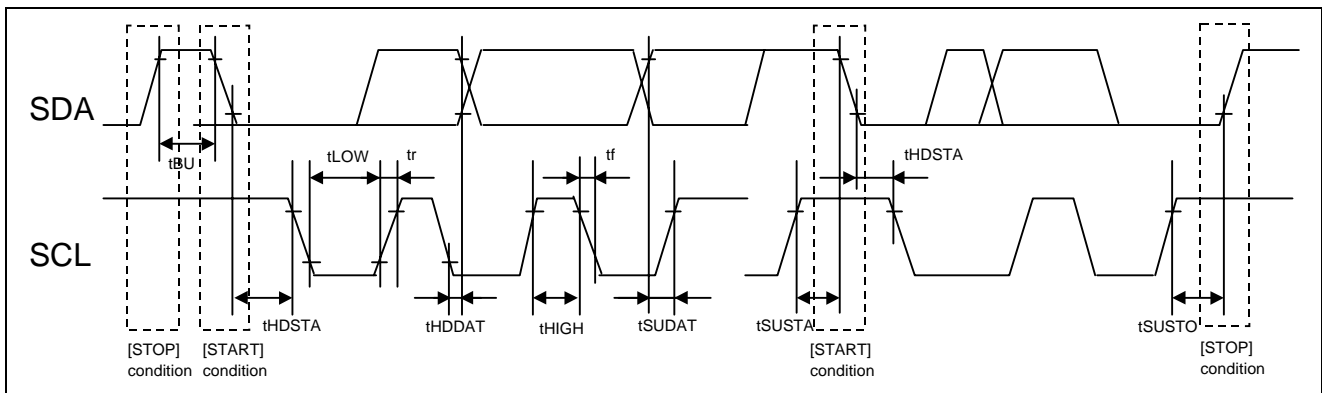 SDA
tBU
tLOW
tr
tf
tHDSTA
SCL
tHDSTA
tHDDAT
tHIGH
tSUDAT
tSUSTA
tSUSTO
[STOP]
condition
[START]
condition
[START]
condition
[STOP]
condition